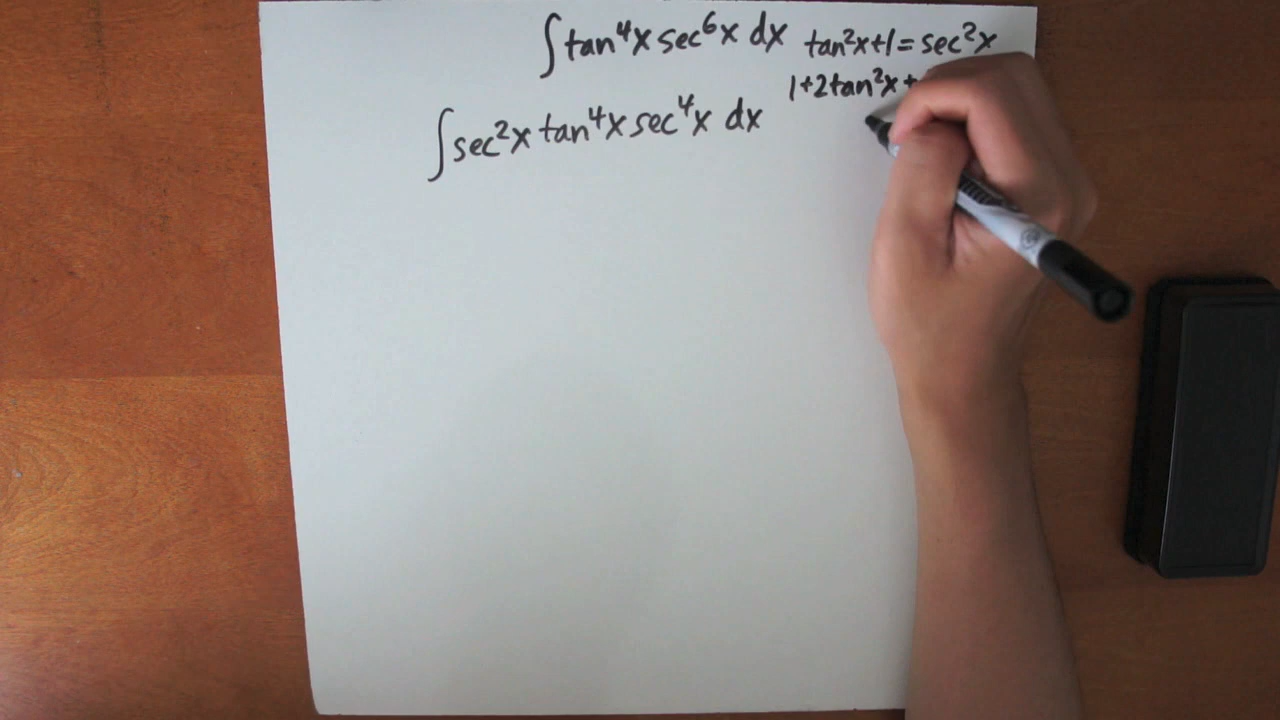 ∫tan⁴x sec⁶x dx tan²x+1=sec²x
1+2tan²x+
∫sec²x tan⁴x sec⁴x dx